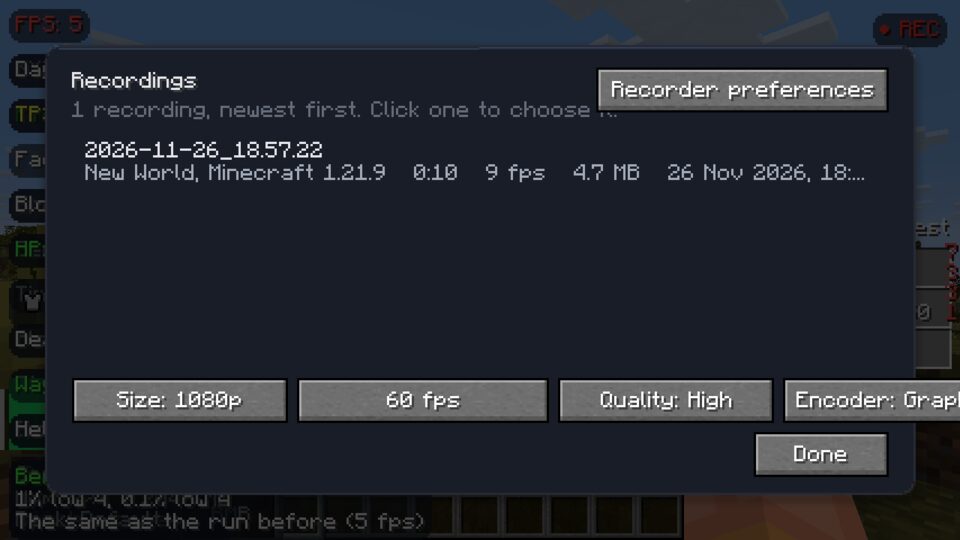 FPS: 5
● REC
Recordings
Recorder preferences
1 recording, newest first. Click one to choose
2026-11-26_18.57.22
New World, Minecraft 1.21.9 0:10 9 fps 4.7 MB 26 Nov 2026, 18:...
Size: 1080p
60 fps
Quality: High
Encoder: Grap
Done
1% low 4, 0.1% low 4
The same as the run before (5 fps)